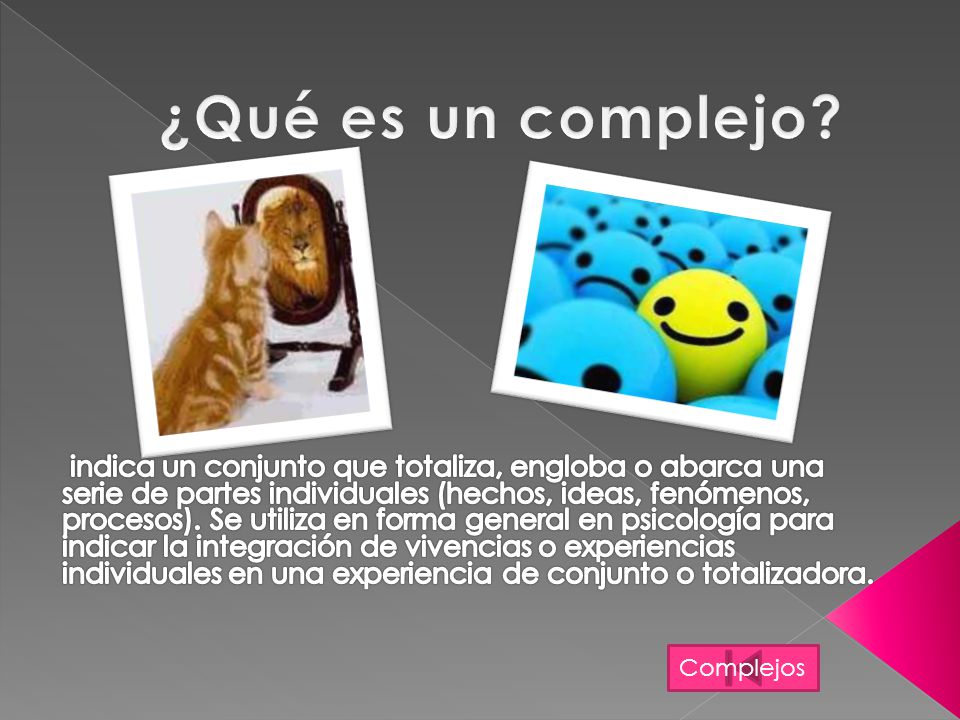 ¿Qué es un complejo?
indica un conjunto que totaliza, engloba o abarca una
serie de partes individuales (hechos, ideas, fenómenos,
procesos). Se utiliza en forma general en psicología para
indicar la integración de vivencias o experiencias
individuales en una experiencia de conjunto o totalizadora.
Complejos